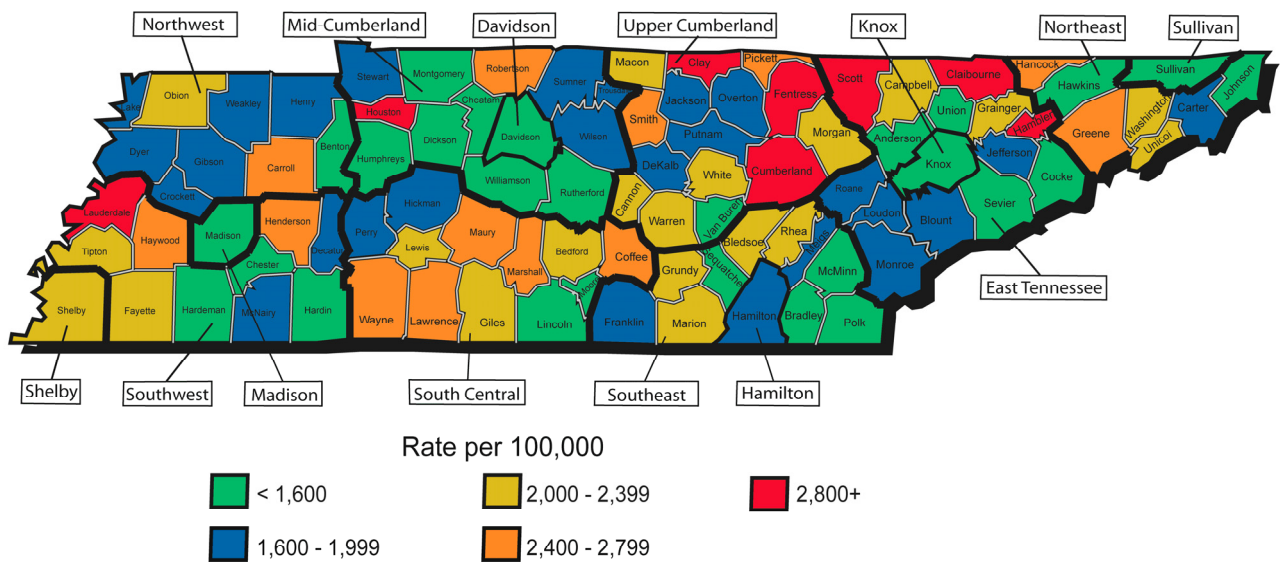 Northwest
Mid-Cumberland
Davidson
Upper Cumberland
Knox
Northeast
Sullivan
Lake
Obion
Weakley
Henry
Stewart
Montgomery
Robertson
Sumner
Macon
Clay
Pickett
Scott
Campbell
Claibourne
Hancock
Hawkins
Sullivan
Johnson
Houston
Cheatam
Jackson
Overton
Fentress
Union
Grainger
Hambler
Greene
Washington
Carter
Unicoi
Dyer
Gibson
Carroll
Benton
Humphreys
Dickson
Davidson
Wilson
Smith
Putnam
Morgan
Anderson
Knox
Jefferson
Cocke
Crockett
Williamson
Rutherford
DeKalb
White
Cumberland
Roane
Loudon
Blount
Sevier
Lauderdale
Haywood
Madison
Henderson
Decatur
Perry
Hickman
Cannon
Warren
Van Buren
Tipton
Chester
Lewis
Maury
Marshall
Bedford
Coffee
Grundy
Bledsoe
Rhea
Meigs
McMinn
Monroe
Sequatchie
Shelby
Fayette
Hardeman
McNairy
Hardin
Wayne
Lawrence
Giles
Lincoln
Moore
Franklin
Marion
Hamilton
Bradley
Polk
East Tennessee
Shelby
Southwest
Madison
South Central
Southeast
Hamilton
Rate per 100,000
< 1,600
2,000 - 2,399
2,800+
1,600 - 1,999
2,400 - 2,799